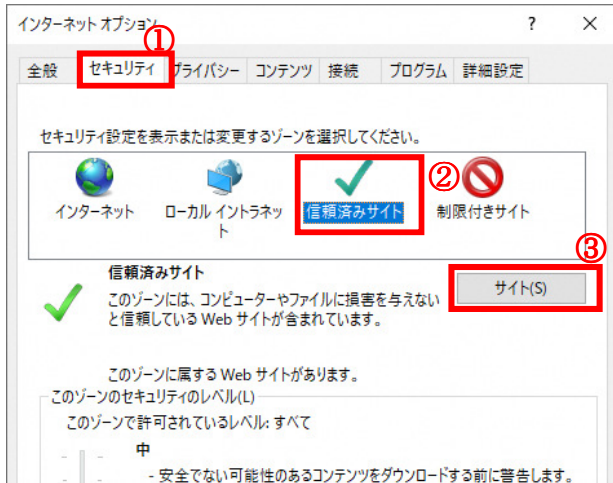 インターネット オプション ? ×
①
全般 セキュリティ プライバシー コンテンツ 接続 プログラム 詳細設定
セキュリティ設定を表示または変更するゾーンを選択してください。
②
インターネット ローカル イントラネット 信頼済みサイト 制限付きサイト
③
信頼済みサイト
サイト(S)
このゾーンには、コンピューターやファイルに損害を与えない
と信頼している Web サイトが含まれています。
このゾーンに属する Web サイトがあります。
このゾーンのセキュリティのレベル(L)
このゾーンで許可されているレベル: すべて
中
- 安全でない可能性のあるコンテンツをダウンロードする前に警告します。